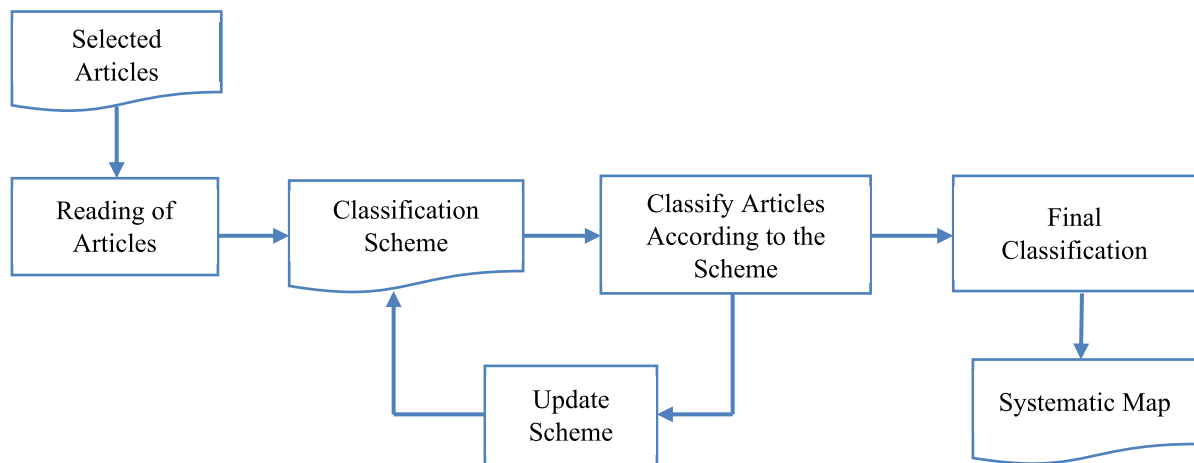 Selected
Articles
Reading of
Articles
Classification
Scheme
Classify Articles
According to the
Scheme
Final
Classification
Update
Scheme
Systematic Map